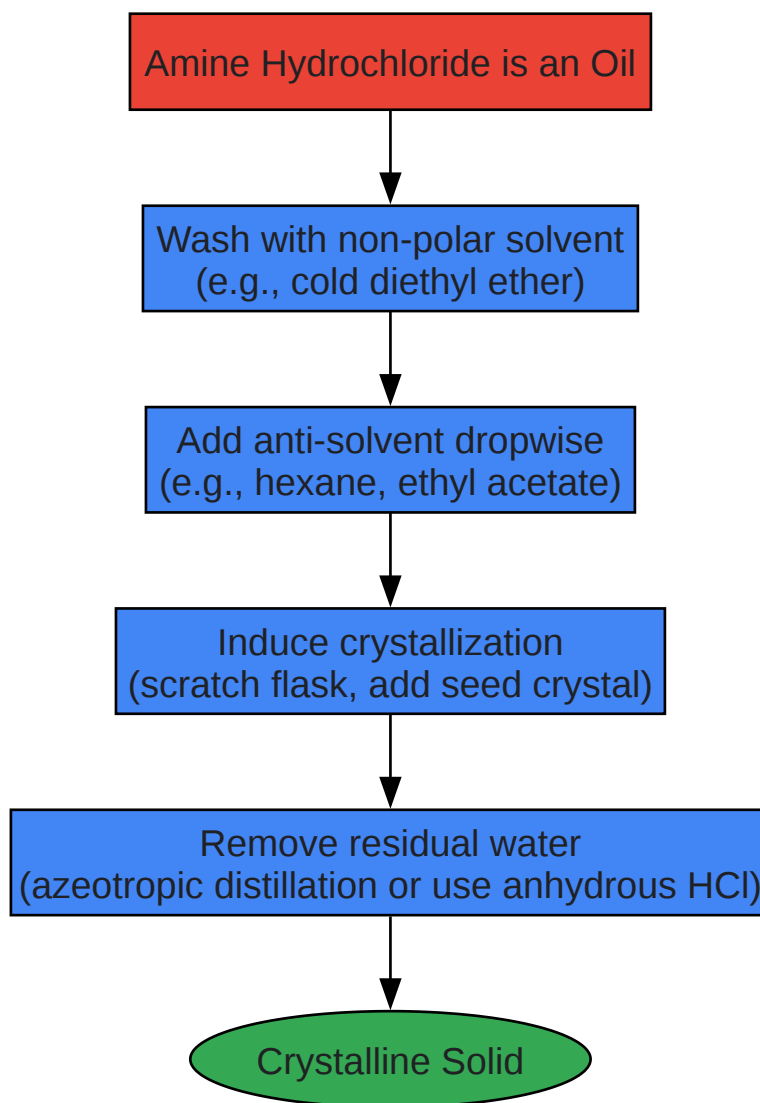 Amine Hydrochloride is an Oil
Wash with non-polar solvent
(e.g., cold diethyl ether)
Add anti-solvent dropwise
(e.g., hexane, ethyl acetate)
Induce crystallization
(scratch flask, add seed crystal)
Remove residual water
(azeotropic distillation or use anhydrous HCl)
Crystalline Solid